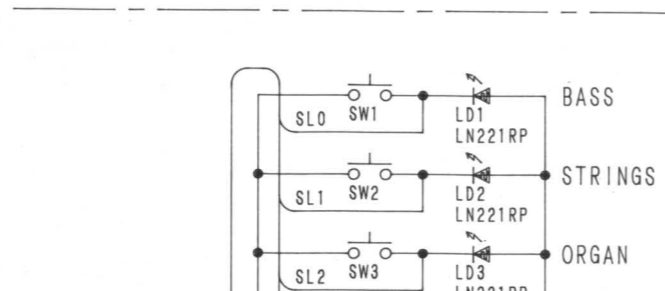 BASS
SL0 SW1 LD1
LN221RP
STRINGS
SL1 SW2 LD2
LN221RP
ORGAN
SL2 SW3 LD3